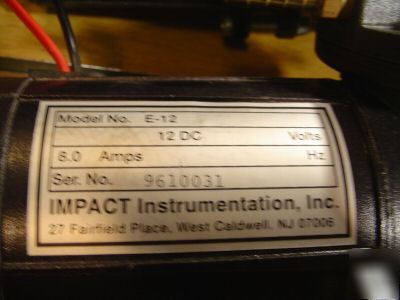 Model No. E-12
12 DC Volts
8.0 Amps Hz
Ser. No. 9610031
IMPACT Instrumentation, Inc.
27 Fairfield Place, West Caldwell, NJ 07006